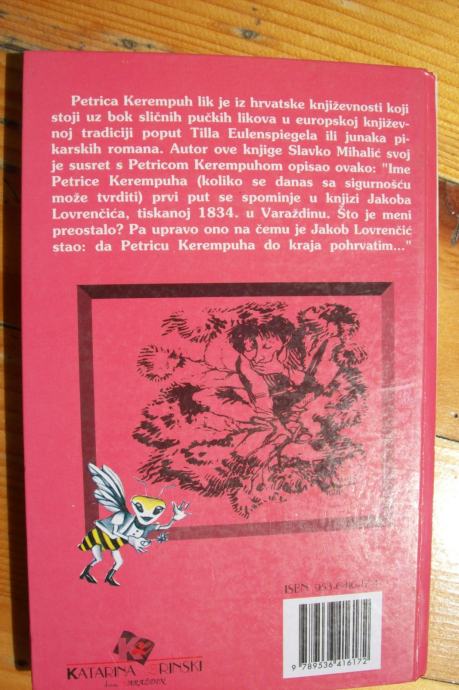 Petrica Kerempuh lik je iz hrvatske književnosti koji
stoji uz bok sličnih pučkih likova u europskoj književ-
noj tradiciji poput Tilla Eulenspiegela ili junaka pi-
karskih romana. Autor ove knjige Slavko Mihalić svoj
je susret s Petricom Kerempuhom opisao ovako: "Ime
Petrice Kerempuha (koliko se danas sa sigurnošću
može tvrditi) prvi put se spominje u knjizi Jakoba
Lovrenčića, tiskanoj 1834. u Varaždinu. Što je meni
preostalo? Pa upravo ono na čemu je Jakob Lovrenčić
stao: da Petricu Kerempuha do kraja pohrvatim..."
ISBN
9 789536 416172
KATARINA ZRINSKI
VARAŽDIN